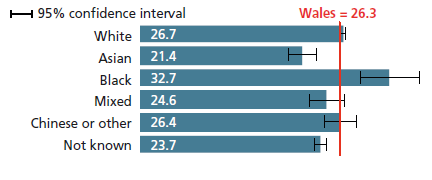 95% confidence interval Wales = 26.3
White 26.7
Asian 21.4
Black 32.7
Mixed 24.6
Chinese or other 26.4
Not known 23.7